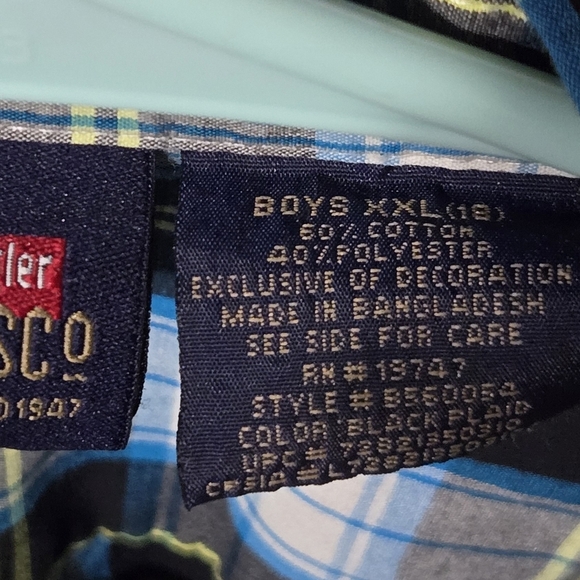 ler
SCO
1947
BOYS XXL(18)
60% COTTON
40% POLYESTER
EXCLUSIVE OF DECORATION
MADE IN BANGLADESH
SEE SIDE FOR CARE
RN# 13747
STYLE #
COLOR: BLACK PLAID
UPC#